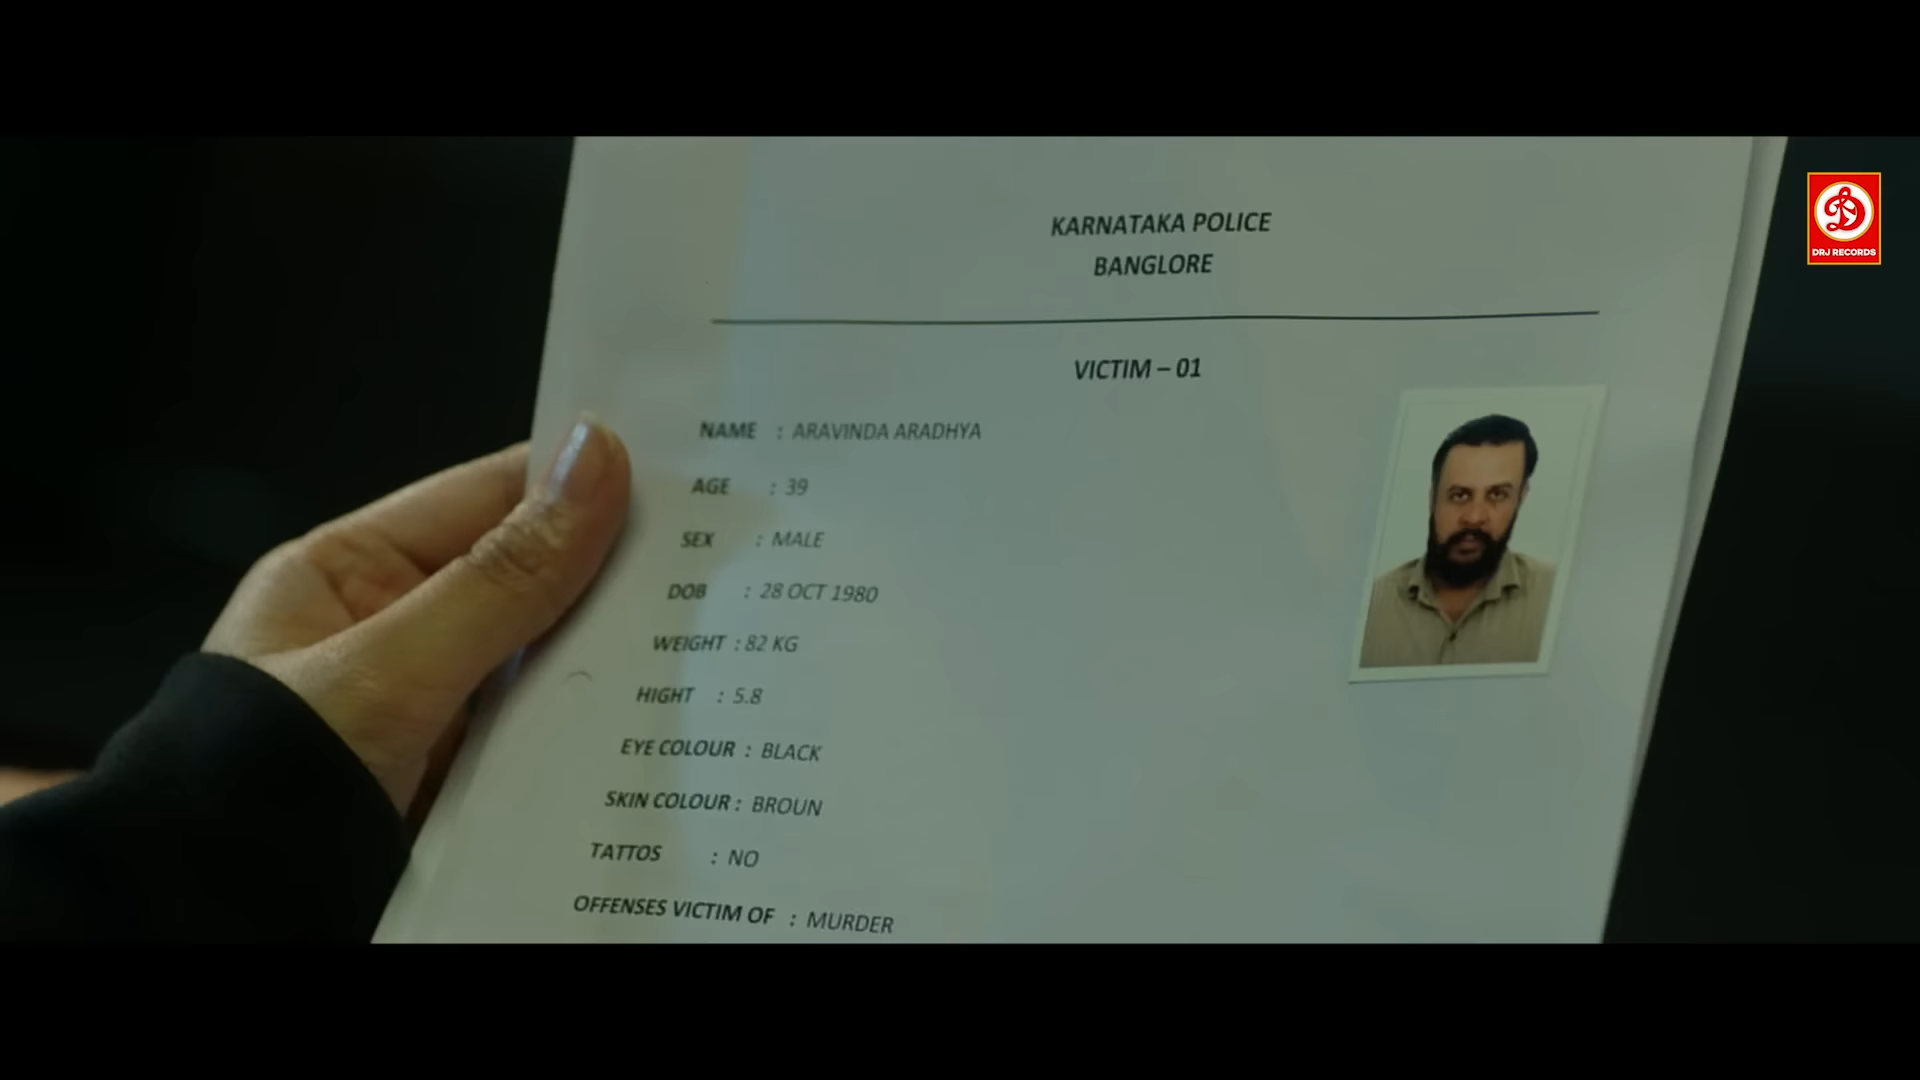 KARNATAKA POLICE
BANGLORE
VICTIM – 01
NAME : ARAVINDA ARADHYA
AGE : 39
SEX : MALE
DOB : 28 OCT 1980
WEIGHT : 82 KG
HIGHT : 5.8
EYE COLOUR : BLACK
SKIN COLOUR : BROUN
TATTOS : NO
OFFENSES VICTIM OF : MURDER
DRJ RECORDS